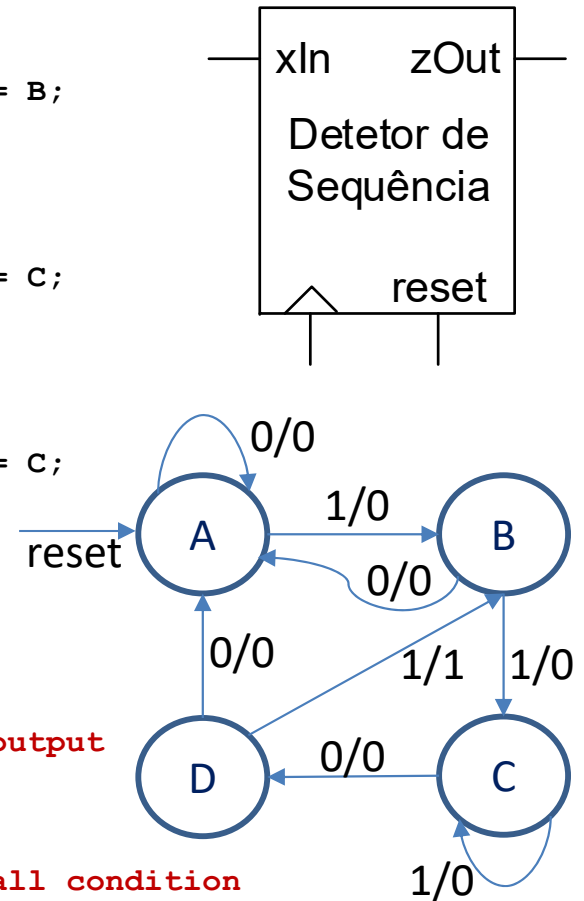 = B;
xIn zOut
Detetor de
Sequência
reset
= C;
= C;
0/0
1/0
reset
A
B
0/0
0/0
1/1
1/0
output
D
0/0
C
all condition
1/0